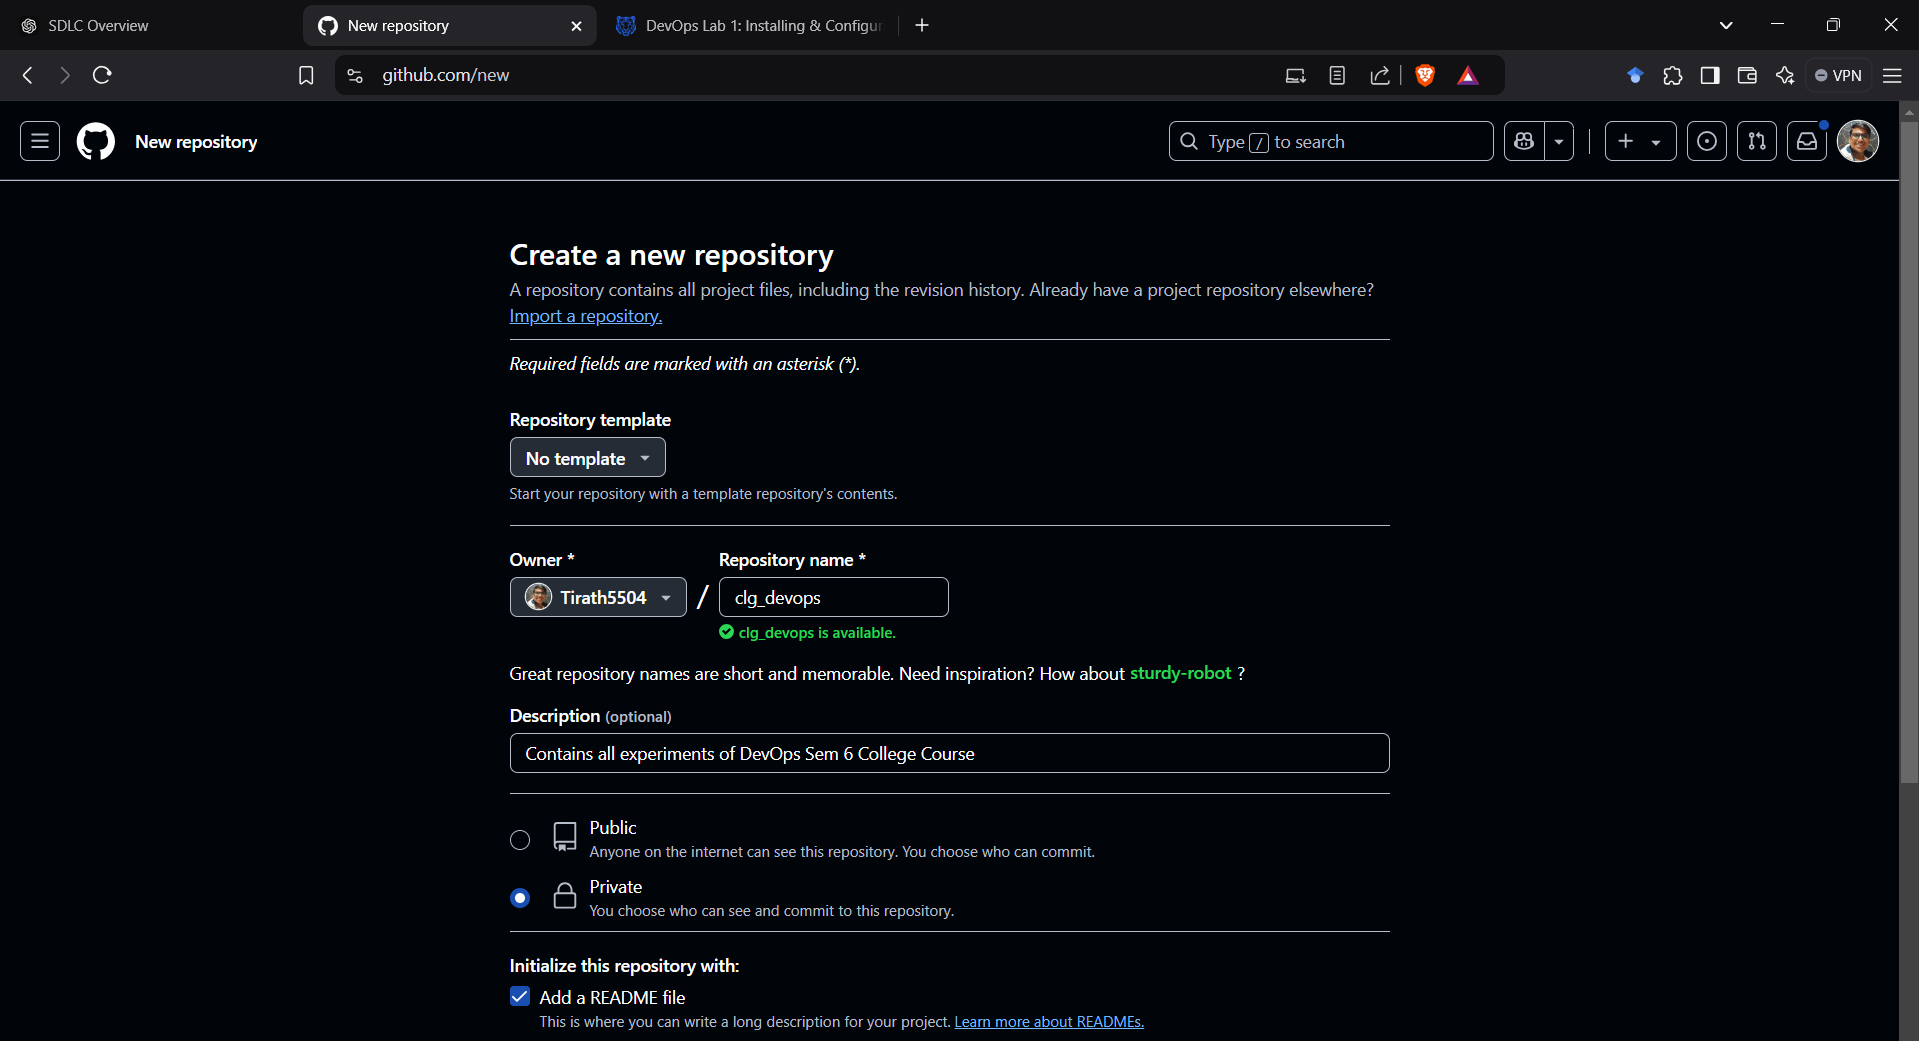 SDLC Overview
New repository
DevOps Lab 1: Installing & Configur
github.com/new
VPN
New repository
Type / to search
Create a new repository
A repository contains all project files, including the revision history. Already have a project repository elsewhere?
Import a repository.
Required fields are marked with an asterisk (*).
Repository template
No template
Start your repository with a template repository's contents.
Owner *
Repository name *
Tirath5504
/
clg_devops
clg_devops is available.
Great repository names are short and memorable. Need inspiration? How about sturdy-robot ?
Description (optional)
Contains all experiments of DevOps Sem 6 College Course
Public
Anyone on the internet can see this repository. You choose who can commit.
Private
You choose who can see and commit to this repository.
Initialize this repository with:
Add a README file
This is where you can write a long description for your project. Learn more about READMEs.